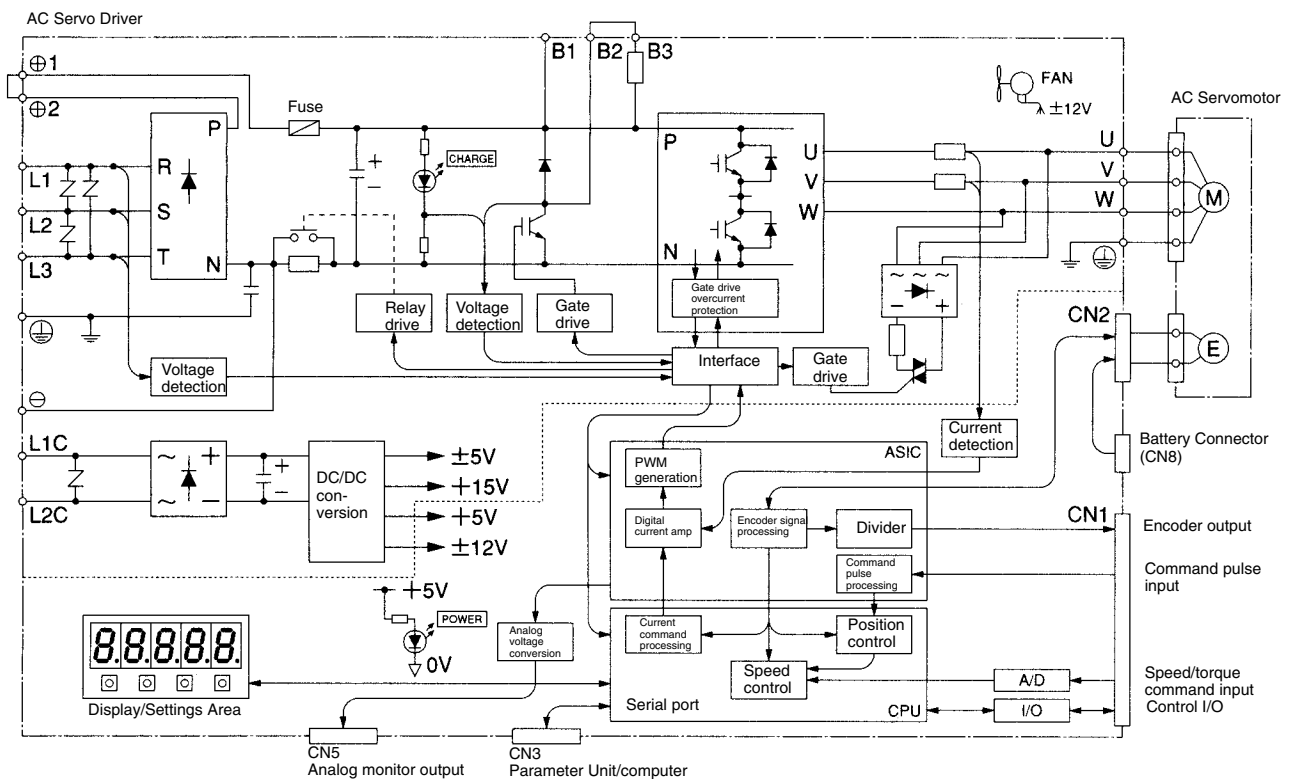 AC Servo Driver
B1
B2
B3
⊕1
⊕2
FAN
±12V
AC Servomotor
Fuse
P
CHARGE
+
−
P
U
U
R
V
V
L1
W
W
M
L2
S
L3
T
N
N
Gate drive
overcurrent
protection
~ ~ ~
− +
CN2
E
Relay
drive
Voltage
detection
Gate
drive
Interface
Gate
drive
Voltage
detection
⊖
Current
detection
Battery Connector
(CN8)
L1C
L2C
~ +
~ −
+
−
DC/DC
con-
version
±5V
+15V
+5V
±12V
ASIC
PWM
generation
Digital
current amp
Encoder signal
processing
Divider
CN1
Encoder output
Command
pulse
processing
Command pulse
input
+5V
POWER
0V
Analog
voltage
conversion
Current
command
processing
Position
control
Speed
control
8.8.8.8.8.
Display/Settings Area
Serial port
CPU
A/D
I/O
Speed/torque
command input
Control I/O
CN5
Analog monitor output
CN3
Parameter Unit/computer